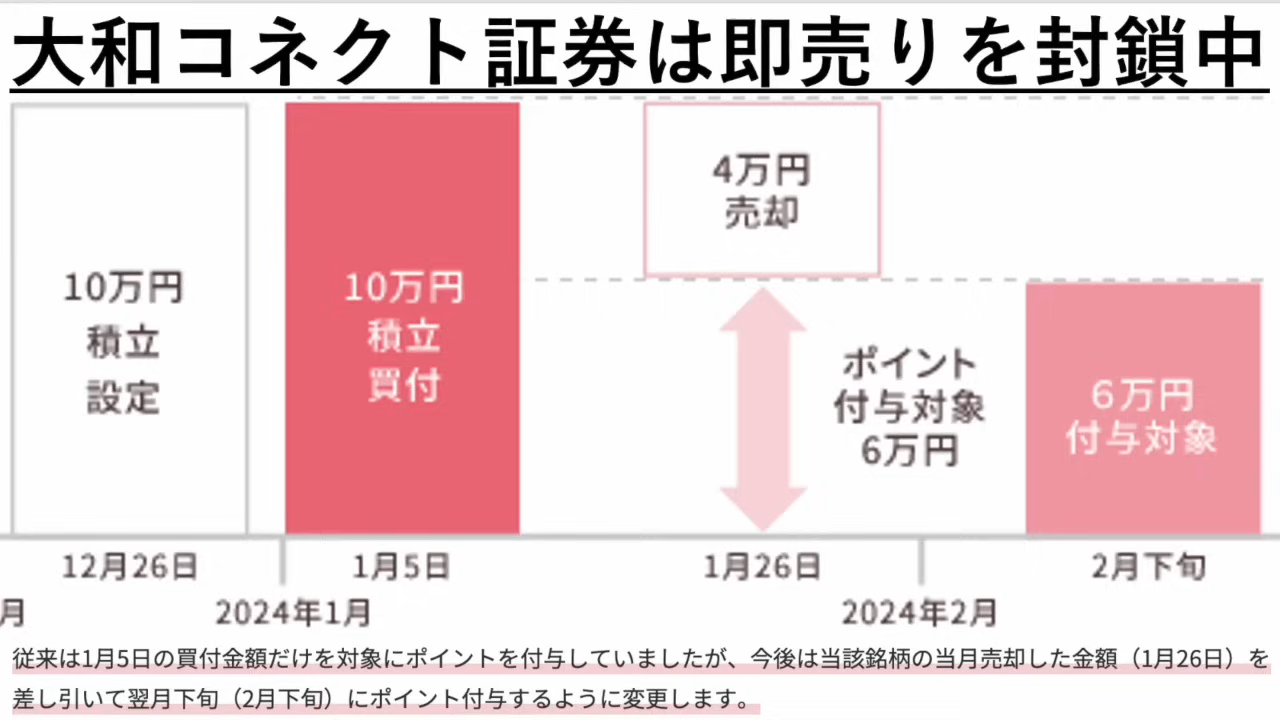 大和コネクト証券は即売りを封鎖中
10万円
積立
設定
10万円
積立
買付
4万円
売却
ポイント
付与対象
6万円
6万円
付与対象
12月26日
1月5日
1月26日
2月下旬
月
2024年1月
2024年2月
従来は1月5日の買付金額だけを対象にポイントを付与していましたが、今後は当該銘柄の当月売却した金額（1月26日）を
差し引いて翌月下旬（2月下旬）にポイント付与するように変更します。